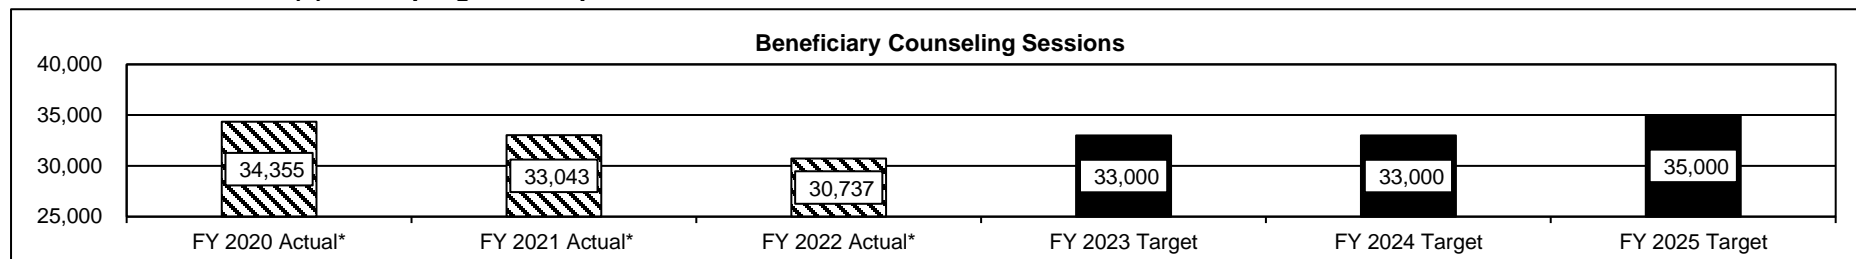 Beneficiary Counseling Sessions
40,000
35,000
30,000
25,000
34,355
33,043
30,737
33,000
33,000
35,000
FY 2020 Actual*
FY 2021 Actual*
FY 2022 Actual*
FY 2023 Target
FY 2024 Target
FY 2025 Target